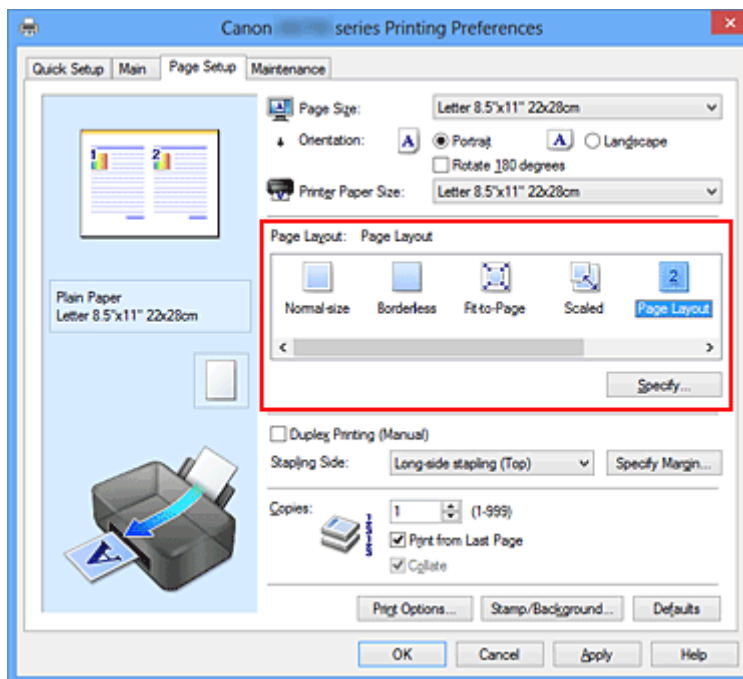 Canon series Printing Preferences
Quick Setup Main Page Setup Maintenance
1 2
Page Size: Letter 8.5"x11" 22x28cm
Orientation: A Portrait A Landscape
Rotate 180 degrees
Printer Paper Size: Letter 8.5"x11" 22x28cm
Page Layout: Page Layout
2
Normal-size Borderless Fit-to-Page Scaled Page Layout
Plain Paper
Letter 8.5"x11" 22x28cm
Specify...
Duplex Printing (Manual)
Stapling Side: Long-side stapling (Top) Specify Margin...
Copies: 1 (1-999)
Print from Last Page
Collate
A
Print Options... Stamp/Background... Defaults
OK Cancel Apply Help